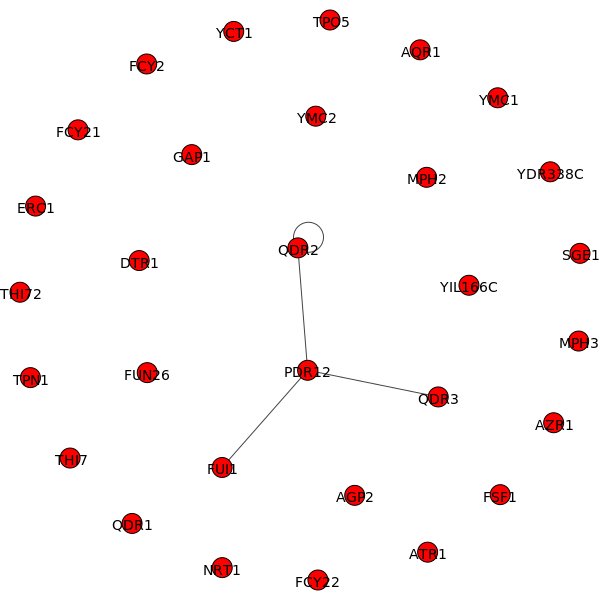 TPO5
YCT1
AQR1
FCY2
YMC1
YMC2
FCY21
GAP1
YDR338C
MPH2
ERC1
QDR2
SGE1
DTR1
YIL166C
THI72
MPH3
PDR12
FUN26
TPN1
QDR3
AZR1
THI7
FUI1
AGP2
FSF1
QDR1
ATR1
NRT1
FCY22